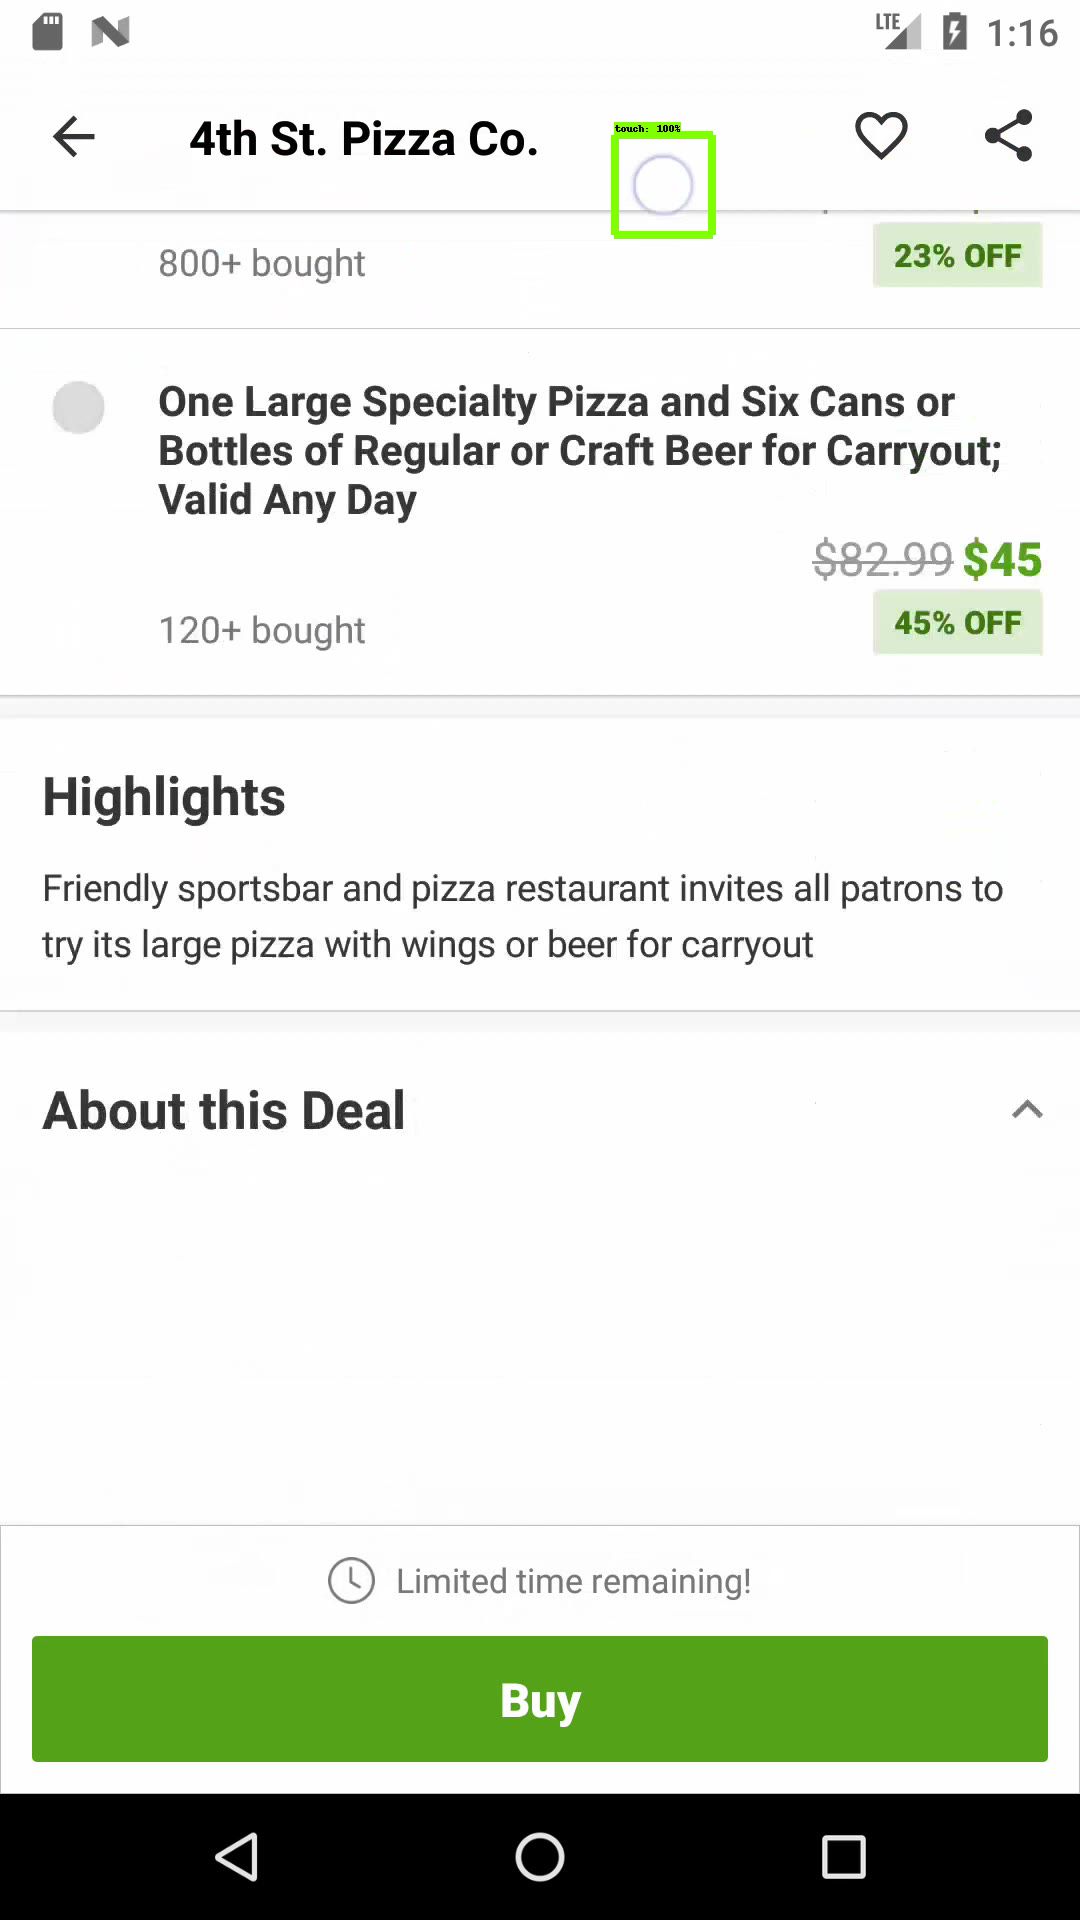 LTE 1:16
4th St. Pizza Co.
touch: 100%
800+ bought
23% OFF
One Large Specialty Pizza and Six Cans or
Bottles of Regular or Craft Beer for Carryout;
Valid Any Day
$82.99 $45
120+ bought
45% OFF
Highlights
Friendly sportsbar and pizza restaurant invites all patrons to
try its large pizza with wings or beer for carryout
About this Deal
Limited time remaining!
Buy